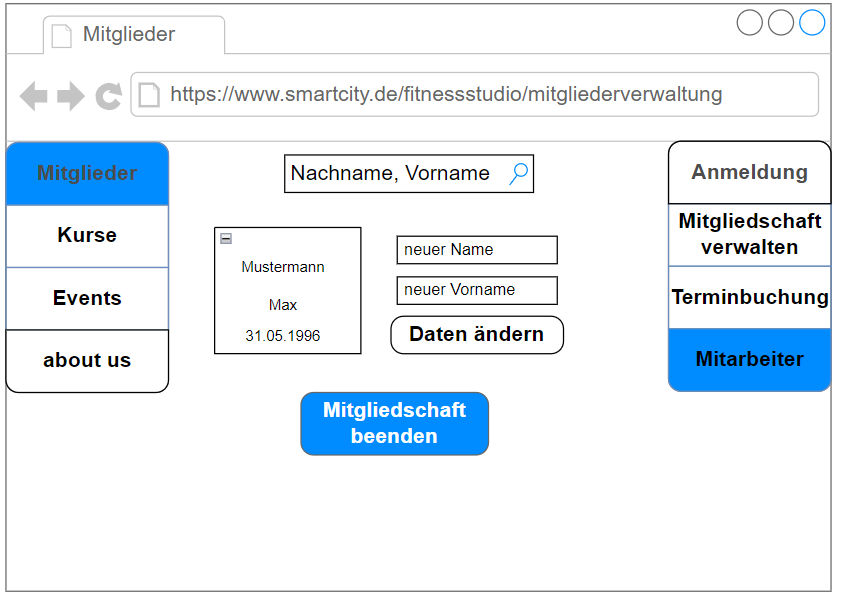 Mitglieder
https://www.smartcity.de/fitnessstudio/mitgliederverwaltung
Mitglieder
Kurse
Events
about us
Nachname, Vorname
Mustermann
Max
31.05.1996
neuer Name
neuer Vorname
Daten ändern
Mitgliedschaft
beenden
Anmeldung
Mitgliedschaft
verwalten
Terminbuchung
Mitarbeiter